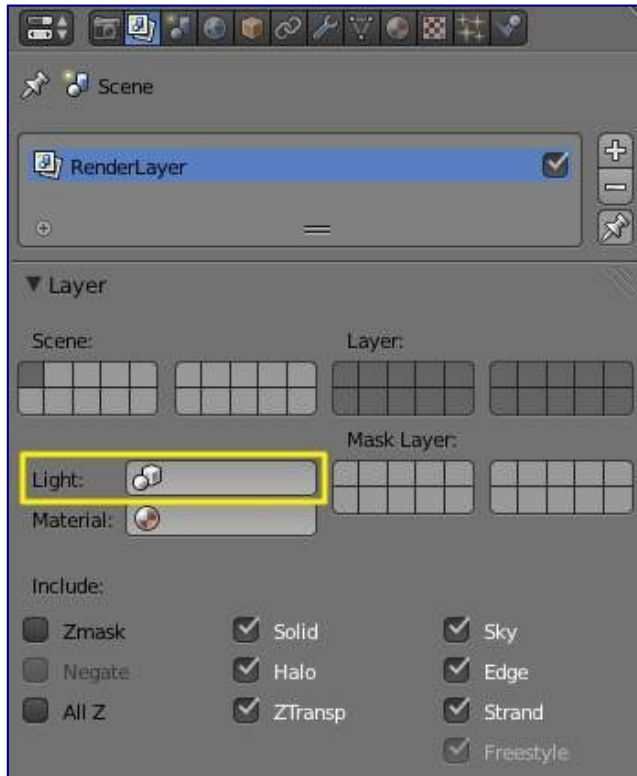 Scene
RenderLayer
Layer
Scene:
Layer:
Mask Layer:
Light:
Material:
Include:
Zmask Solid Sky
Negate Halo Edge
All Z ZTransp Strand
Freestyle